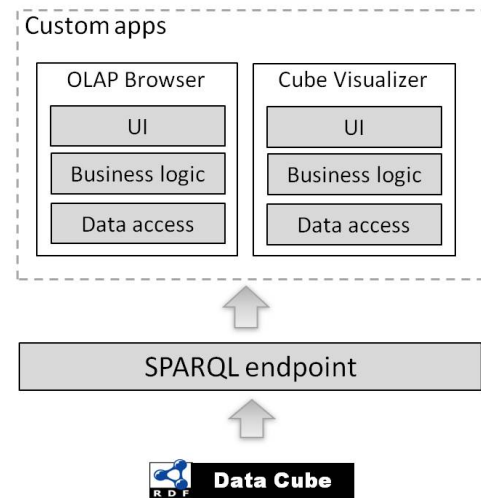 Custom apps
OLAP Browser
UI
Business logic
Data access
Cube Visualizer
UI
Business logic
Data access
SPARQL endpoint
RDF
Data Cube